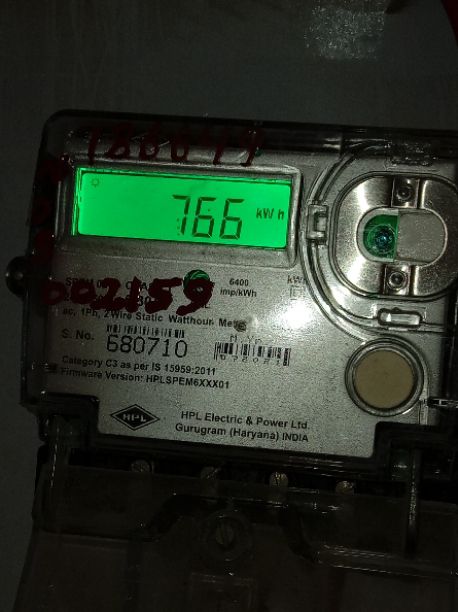 766 kWh
6400
imp/kWh
002159
ac, 1Ph, 2Wire Static Watthour Meter
S. No. 680710
Category C3 as per IS 15959:2011
Firmware Version: HPLSPEM6XXX01
HPL
HPL Electric & Power Ltd.
Gurugram (Haryana) INDIA